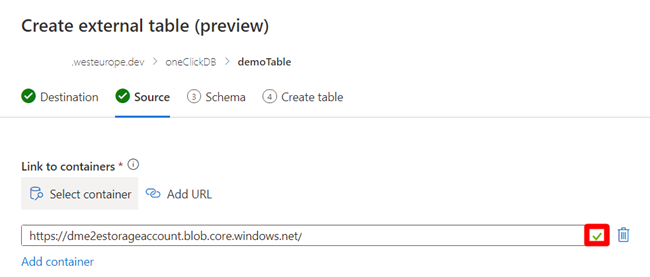 Create external table (preview)
.westeurope.dev > oneClickDB > demoTable
Destination Source 3 Schema 4 Create table
Link to containers * i
Select container Add URL
https://dme2estorageaccount.blob.core.windows.net/
Add container